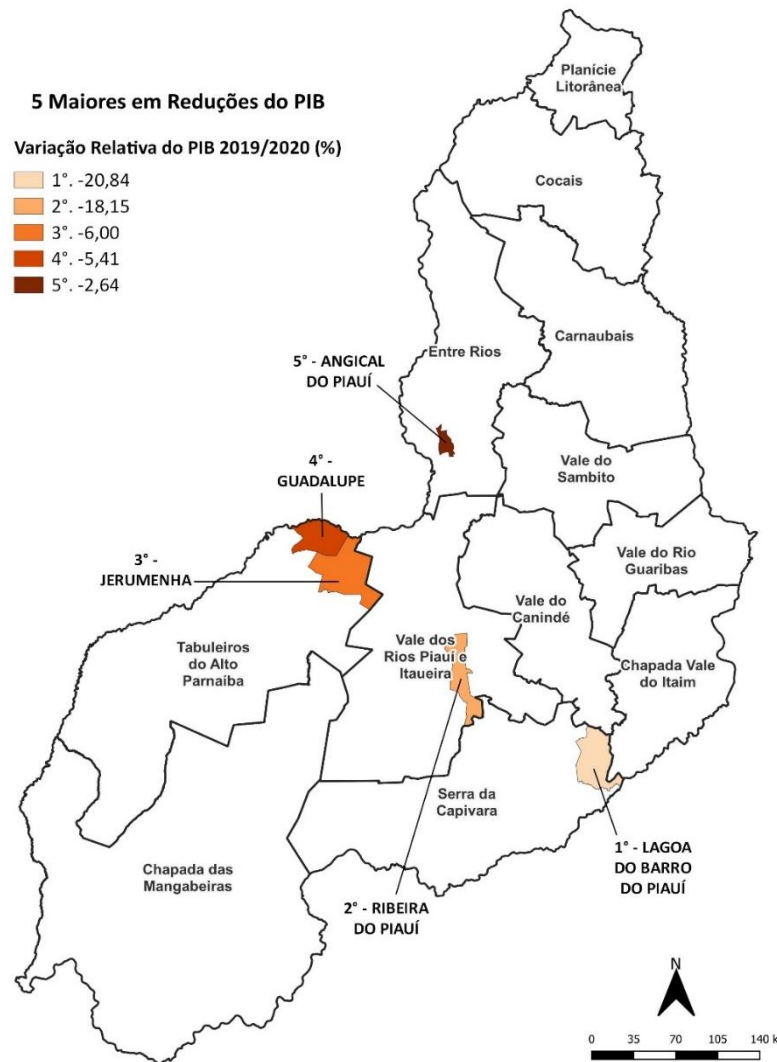 5 Maiores em Reduções do PIB
Variação Relativa do PIB 2019/2020 (%)
1°. -20,84
2°. -18,15
3°. -6,00
4°. -5,41
5°. -2,64
Planície
Litorânea
Cocais
Carnaubais
Entre Rios
5° - ANGICAL
DO PIAUÍ
Vale do
Sambito
4° -
GUADALUPE
Vale do Rio
Guaribas
3° -
JERUMENHA
Vale do
Canindé
Tabuleiros
do Alto
Parnaíba
Vale dos
Rios Piauí e
Itaueira
Chapada Vale
do Itaim
Serra da
Capivara
1° - LAGOA
DO BARRO
DO PIAUÍ
Chapada das
Mangabeiras
2° - RIBEIRA
DO PIAUÍ
N
0 35 70 105 140 k